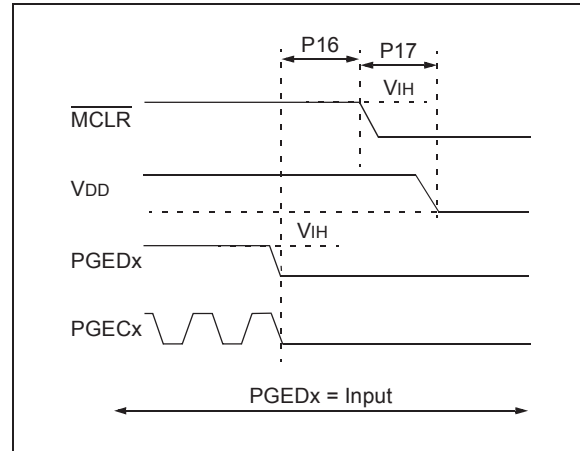 P16 P17
VIH
MCLR
VDD
VIH
PGEDx
PGECx
PGEDx = Input